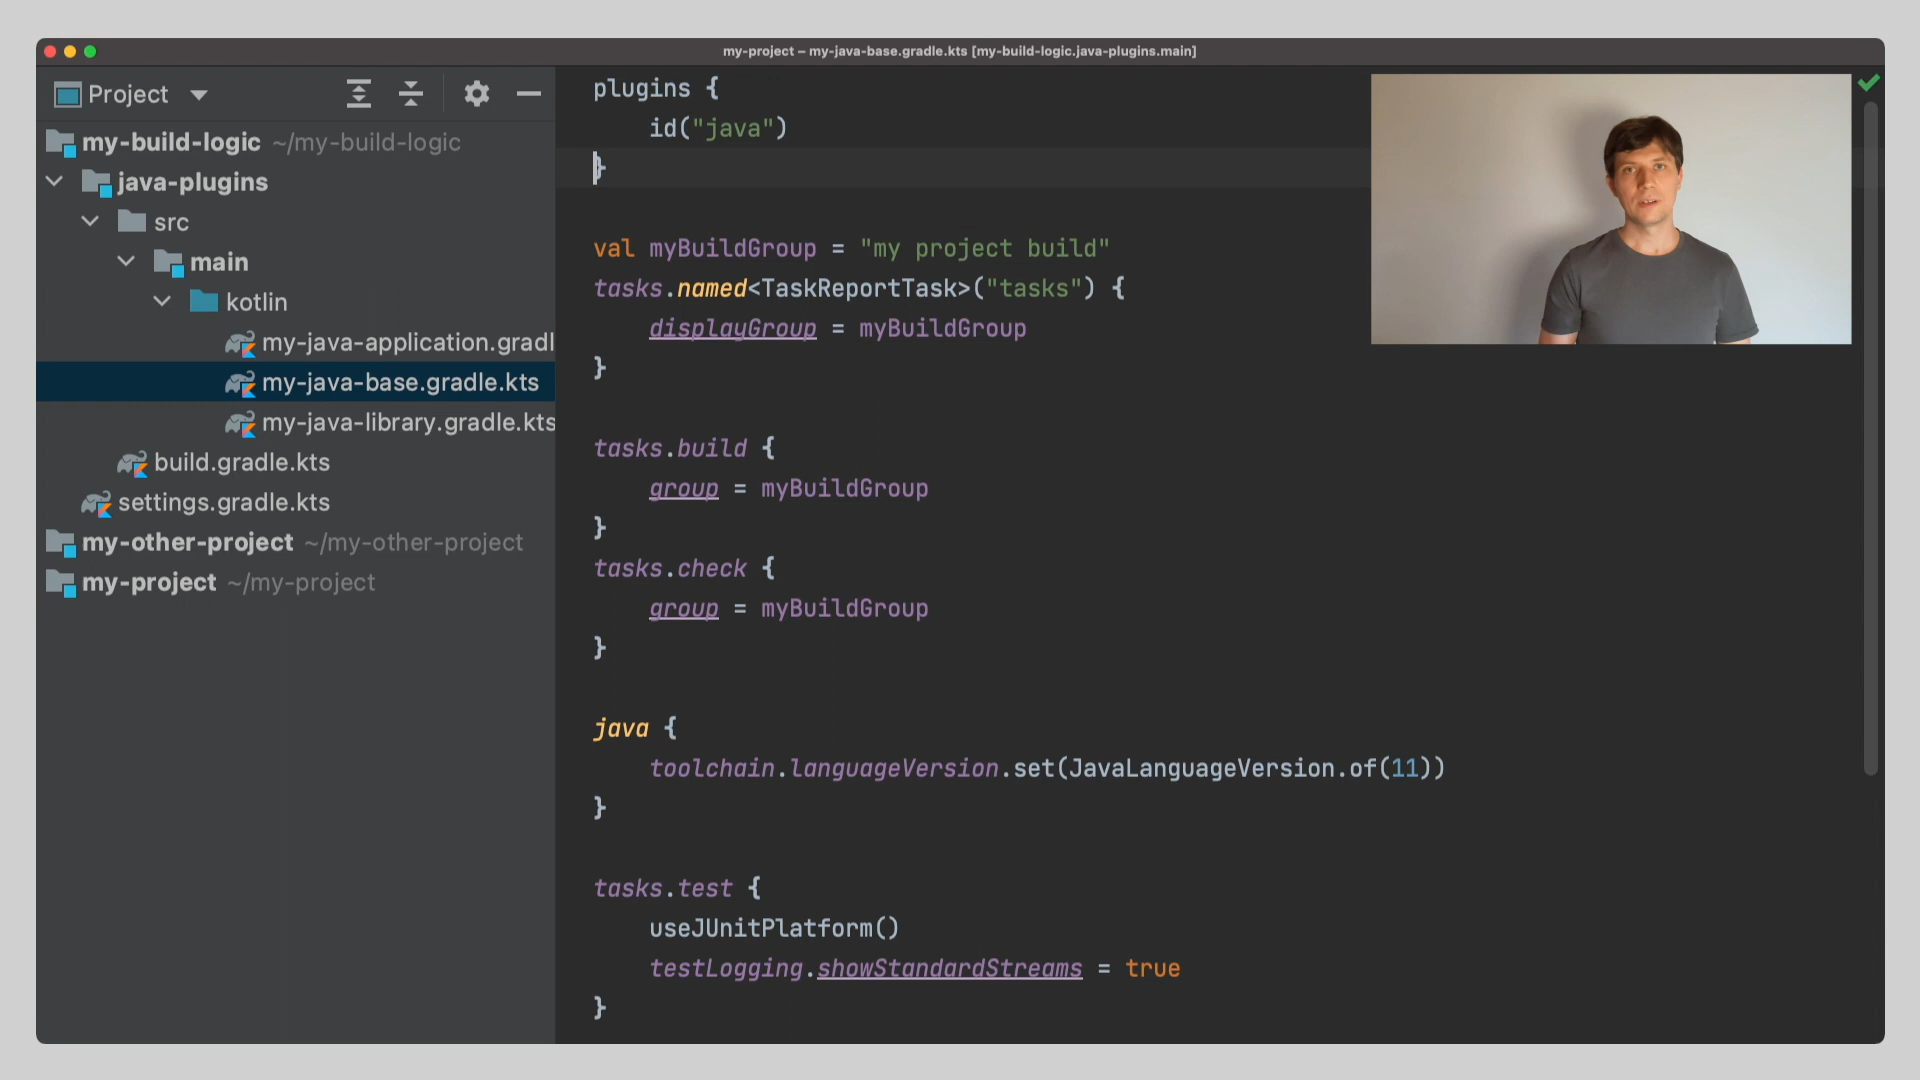 my-project – my-java-base.gradle.kts [my-build-logic.java-plugins.main]
Project
my-build-logic ~/my-build-logic
java-plugins
src
main
kotlin
my-java-application.gradl
my-java-base.gradle.kts
my-java-library.gradle.kts
build.gradle.kts
settings.gradle.kts
my-other-project ~/my-other-project
my-project ~/my-project
plugins {
id("java")
}
val myBuildGroup = "my project build"
tasks.named<TaskReportTask>("tasks") {
displayGroup = myBuildGroup
}
tasks.build {
group = myBuildGroup
}
tasks.check {
group = myBuildGroup
}
java {
toolchain.languageVersion.set(JavaLanguageVersion.of(11))
}
tasks.test {
useJUnitPlatform()
testLogging.showStandardStreams = true
}